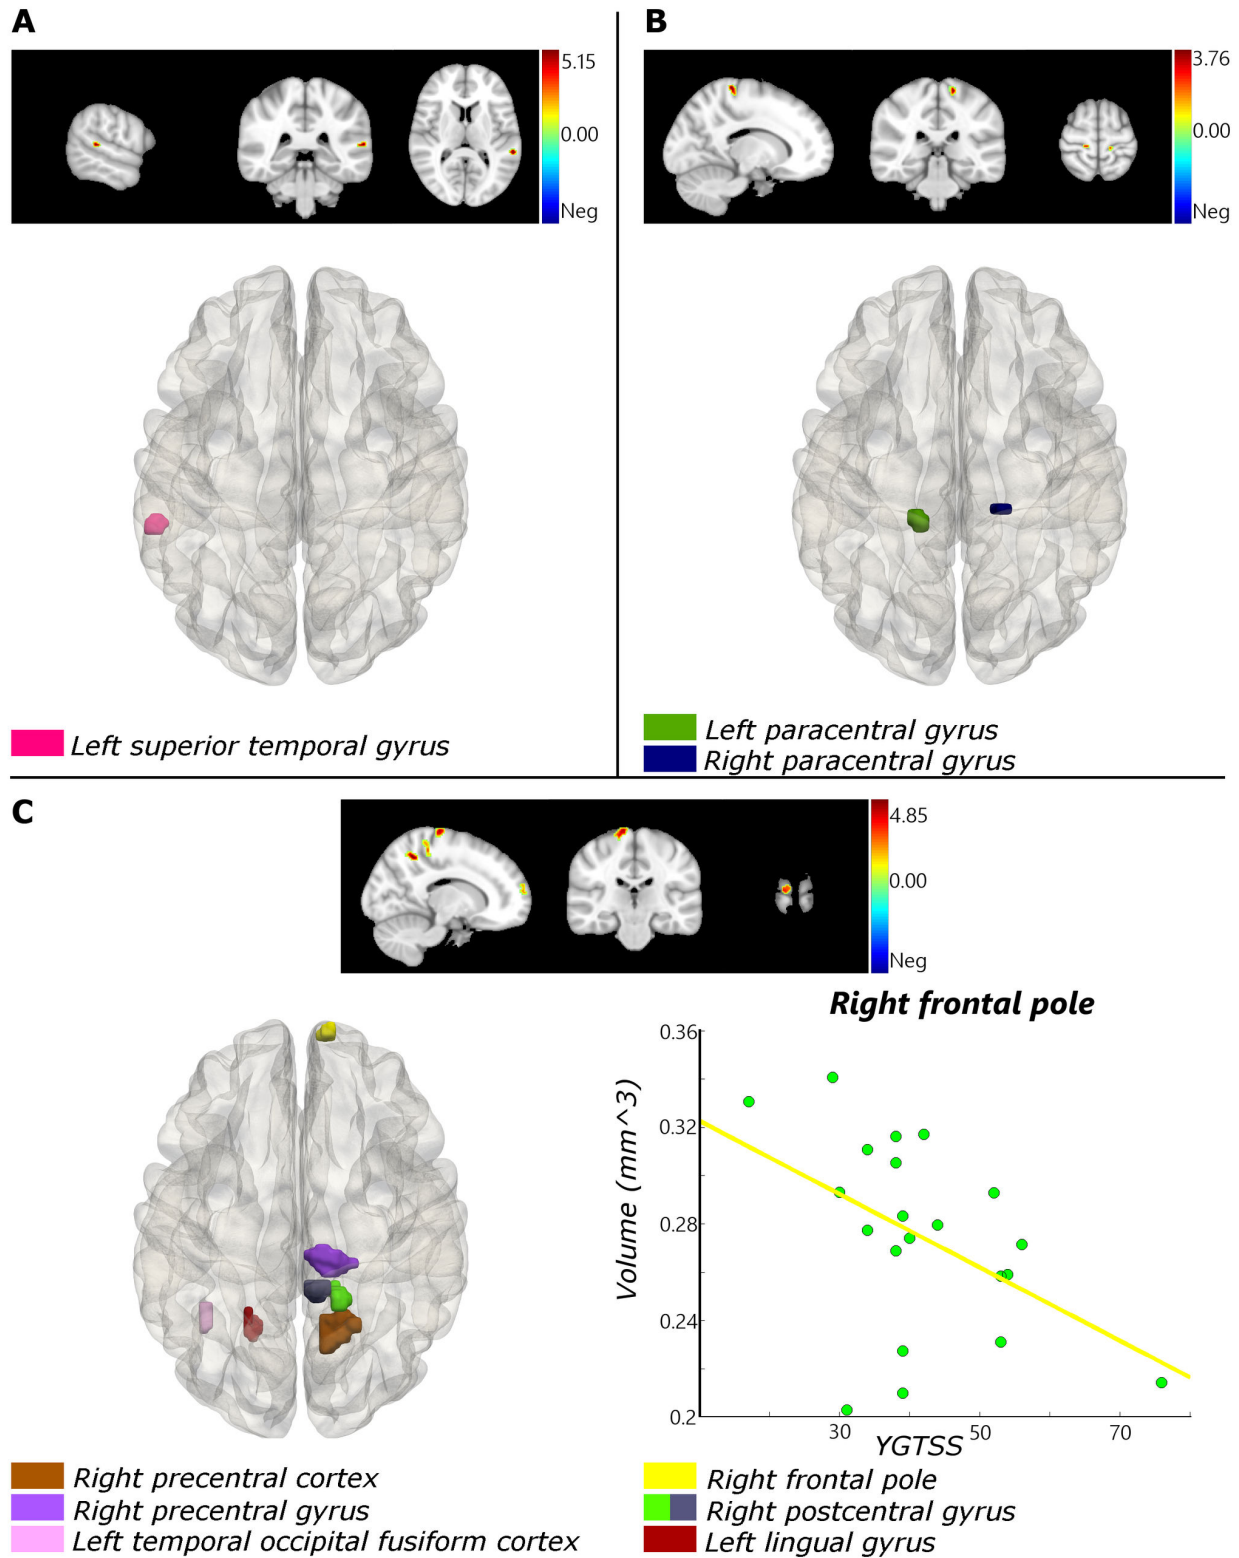 A
5.15
0.00
Neg
Left superior temporal gyrus
B
3.76
0.00
Neg
Left paracentral gyrus
Right paracentral gyrus
C
4.85
0.00
Neg
Right frontal pole
Volume (mm^3)
0.36
0.32
0.28
0.24
0.2
30
50
70
YGTSS
Right precentral cortex
Right precentral gyrus
Left temporal occipital fusiform cortex
Right frontal pole
Right postcentral gyrus
Left lingual gyrus